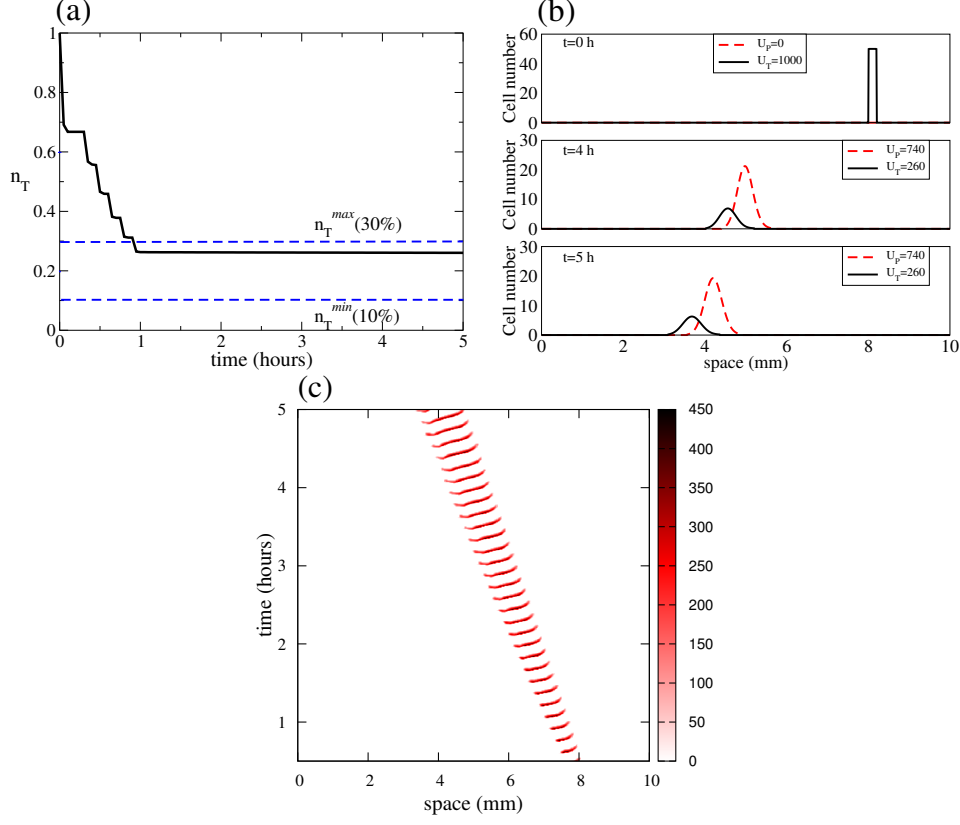 (a)
1
0.8
0.6
n_T
0.4
0.2
0
n_T^max(30%)
n_T^min(10%)
0 1 2 3 4 5
time (hours)
(b)
60
40
20
0
Cell number
t=0 h
U_P=0
U_T=1000
30
20
10
0
Cell number
t=4 h
U_P=740
U_T=260
30
20
10
0
Cell number
t=5 h
U_P=740
U_T=260
0 2 4 6 8 10
space (mm)
(c)
5
4
3
2
1
time (hours)
0 2 4 6 8 10
space (mm)
450
400
350
300
250
200
150
100
50
0